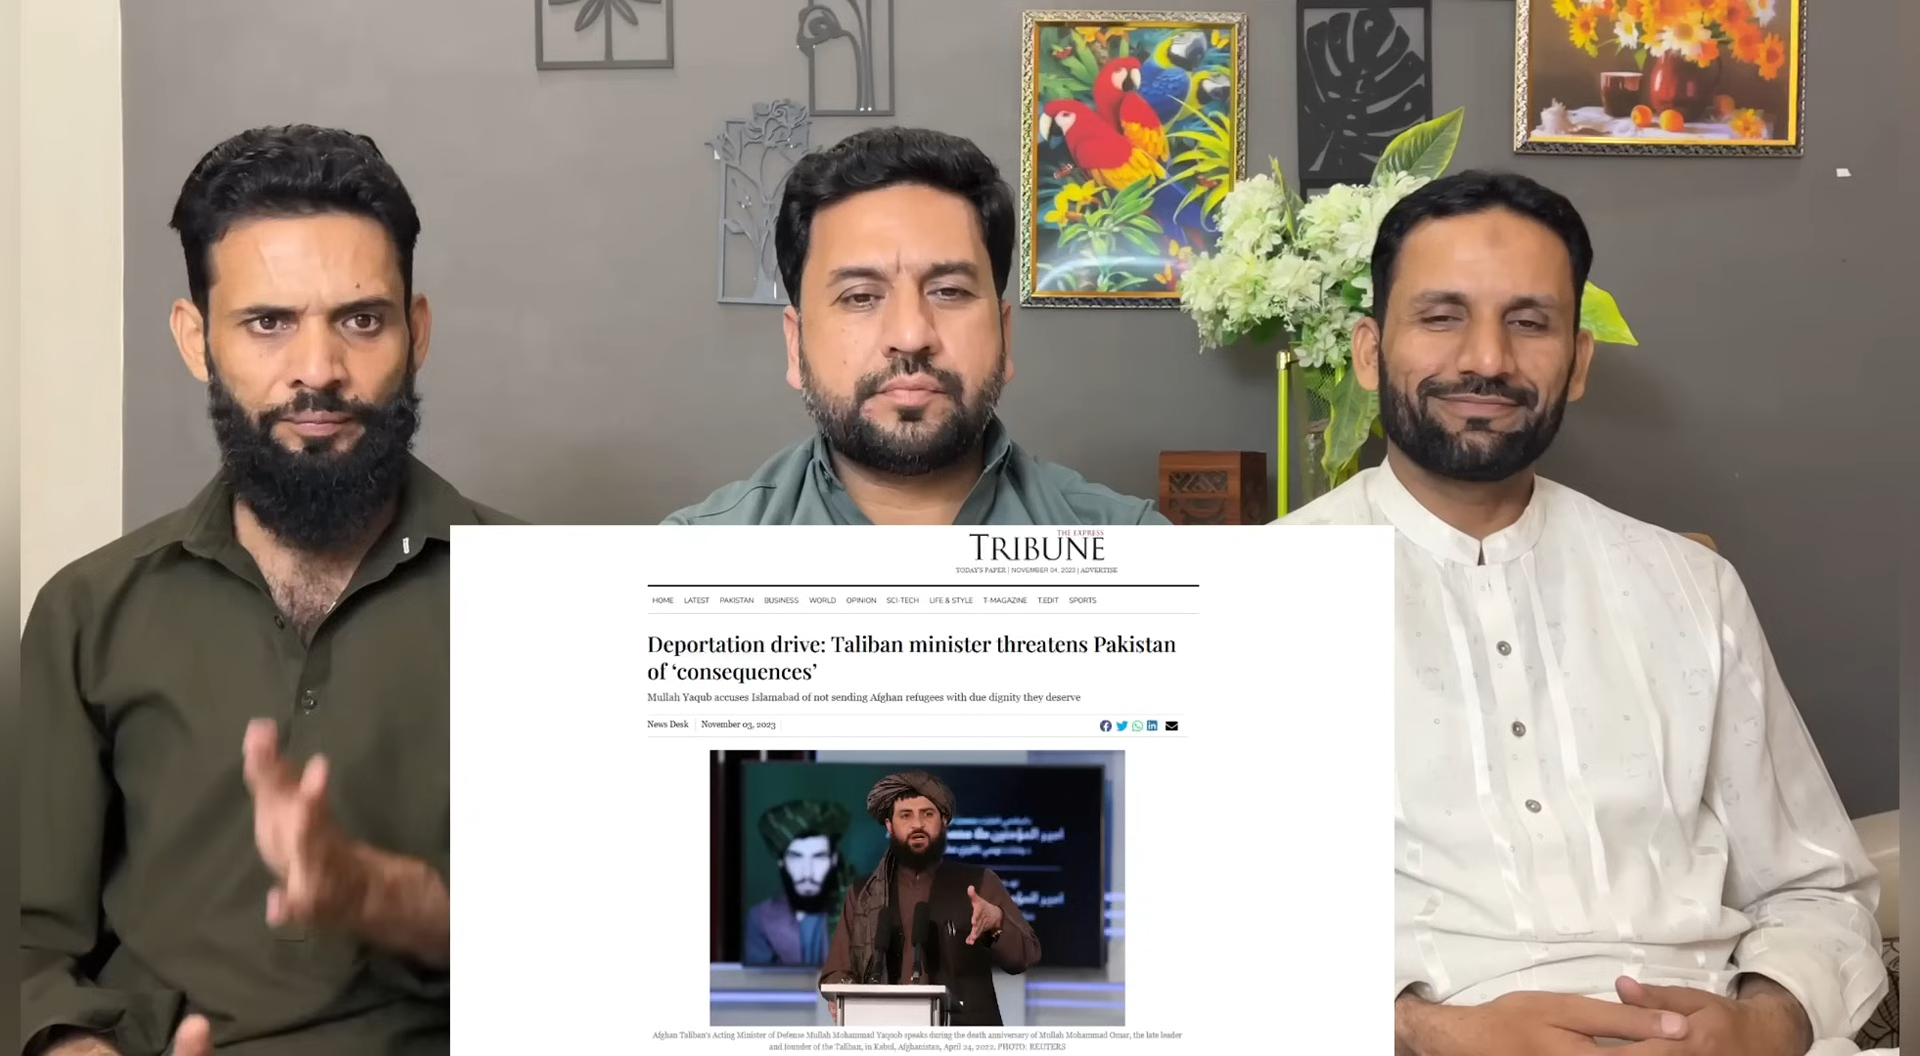 THE EXPRESS
TRIBUNE
TODAY'S PAPER | NOVEMBER 04, 2023 | ADVERTISE
HOME LATEST PAKISTAN BUSINESS WORLD OPINION SCI-TECH LIFE & STYLE T-MAGAZINE T.EDIT SPORTS
Deportation drive: Taliban minister threatens Pakistan
of ‘consequences’
Mullah Yaqub accuses Islamabad of not sending Afghan refugees with due dignity they deserve
News Desk November 03, 2023
Afghan Taliban's Acting Minister of Defense Mullah Mohammad Yaqoob speaks during the death anniversary of Mullah Mohammad Omar, the late leader
and founder of the Taliban, in Kabul, Afghanistan, April 24, 2022. PHOTO: REUTERS